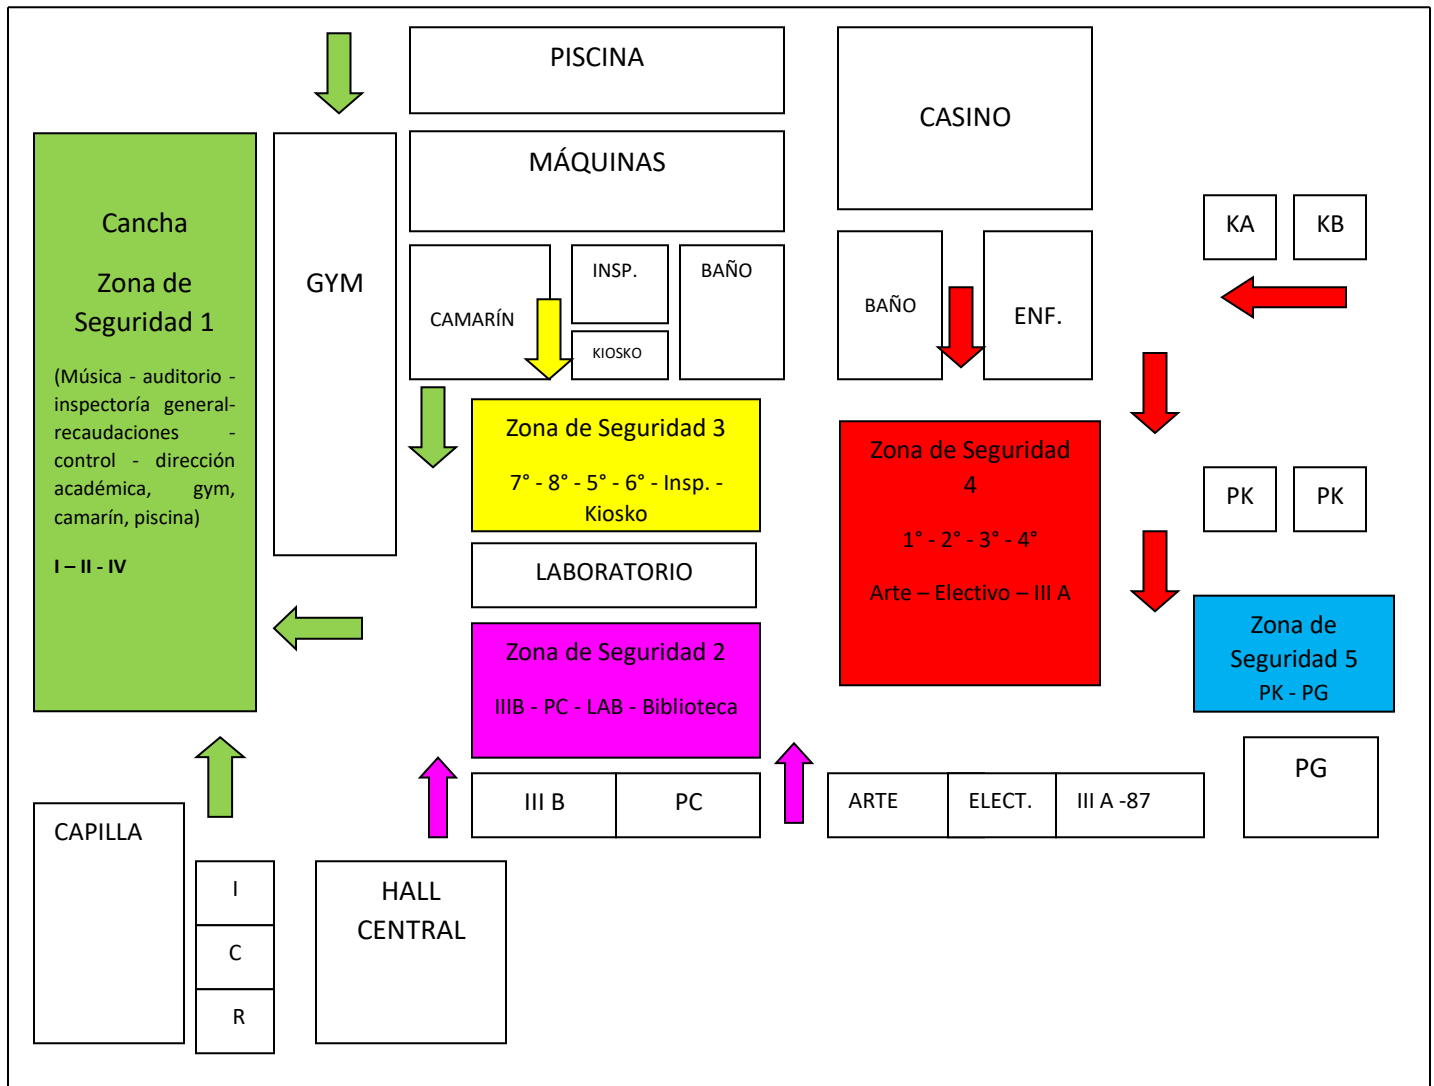 PISCINA
CASINO
MÁQUINAS
Cancha
Zona de
Seguridad 1
(Música - auditorio -
inspectoría general-
recaudaciones -
control - dirección
académica, gym,
camarín, piscina)
I – II - IV
GYM
CAMARÍN
INSP.
KIOSKO
BAÑO
BAÑO
ENF.
KA
KB
Zona de Seguridad 3
7° - 8° - 5° - 6° - Insp. -
Kiosko
Zona de Seguridad
4
1° - 2° - 3° - 4°
Arte – Electivo – III A
PK
PK
LABORATORIO
Zona de Seguridad 2
IIIB - PC - LAB - Biblioteca
Zona de
Seguridad 5
PK - PG
III B
PC
ARTE
ELECT.
III A -87
PG
CAPILLA
I
C
R
HALL
CENTRAL